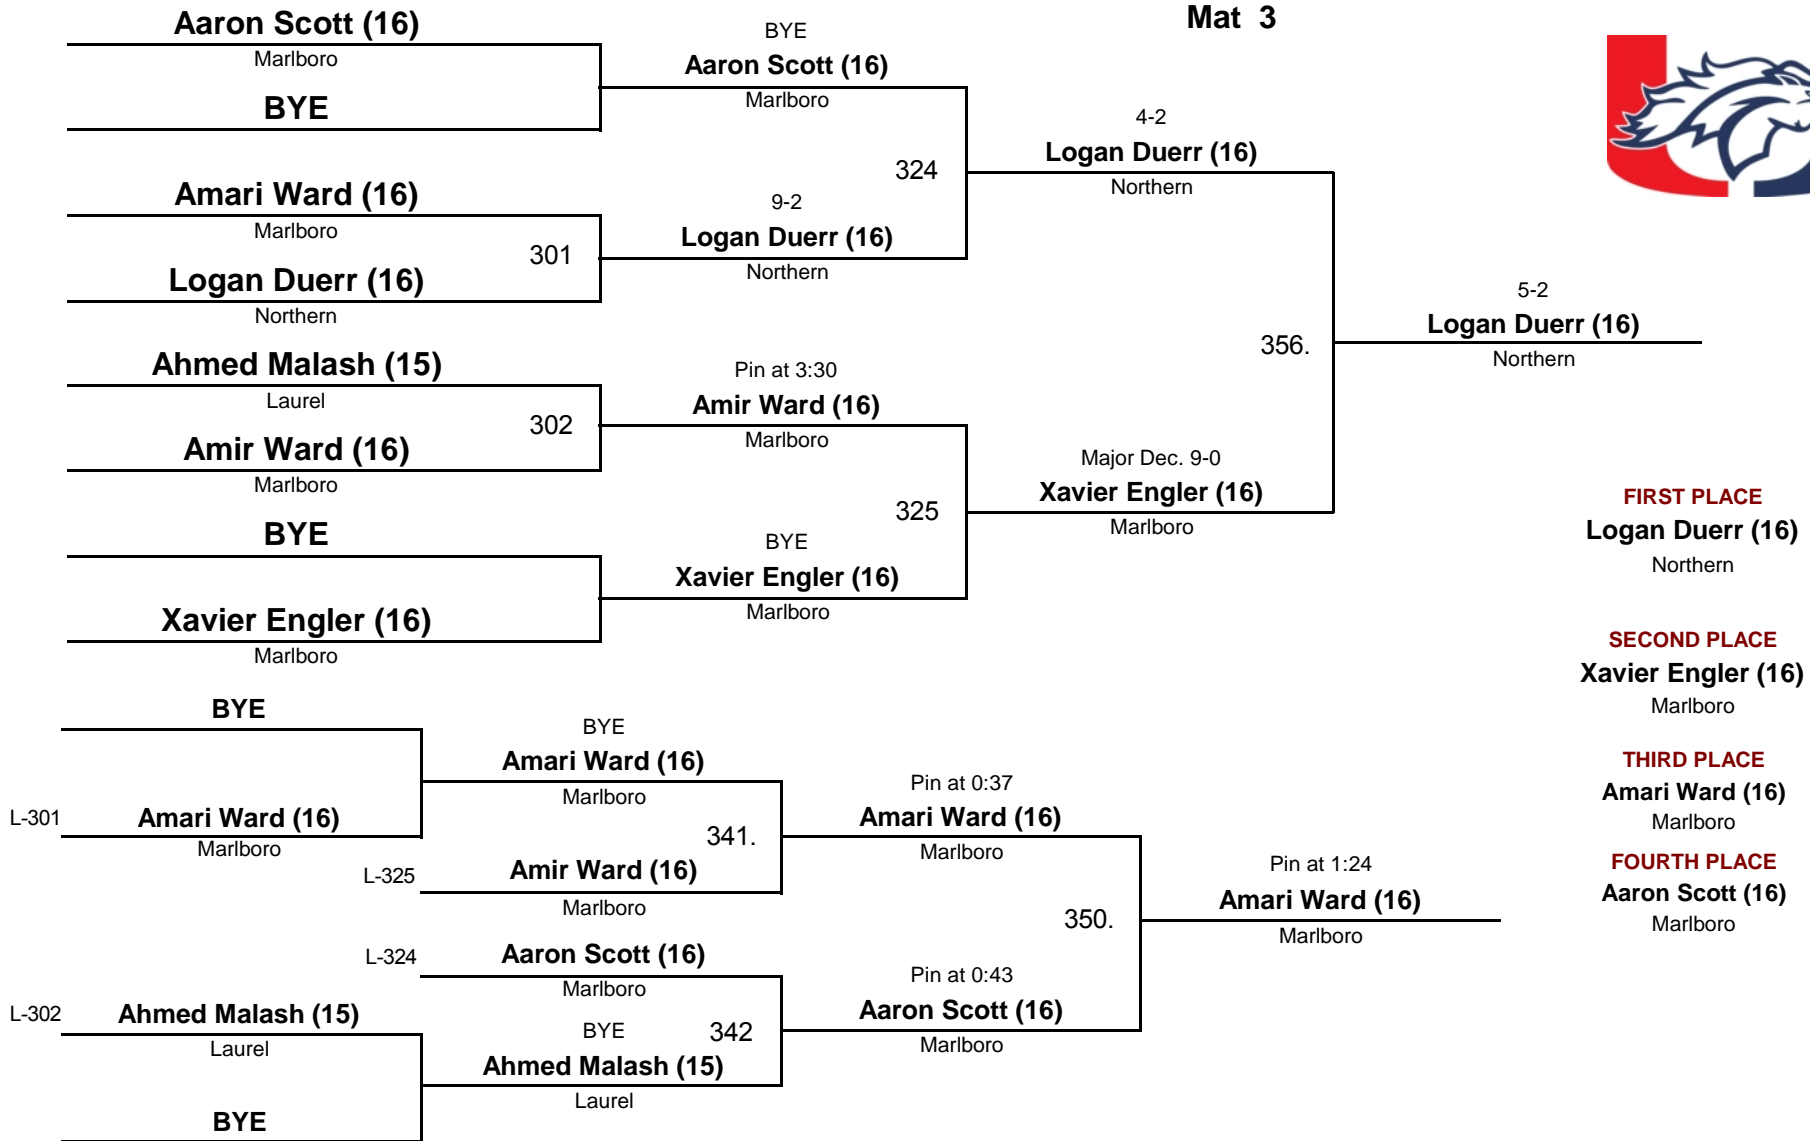 Mat 3
Aaron Scott (16)
Marlboro
BYE
Amari Ward (16)
Marlboro
301
Logan Duerr (16)
Northern
Ahmed Malash (15)
Laurel
302
Amir Ward (16)
Marlboro
BYE
Xavier Engler (16)
Marlboro
BYE
Aaron Scott (16)
Marlboro
324
9-2
Logan Duerr (16)
Northern
Pin at 3:30
Amir Ward (16)
Marlboro
325
BYE
Xavier Engler (16)
Marlboro
4-2
Logan Duerr (16)
Northern
356.
Major Dec. 9-0
Xavier Engler (16)
Marlboro
5-2
Logan Duerr (16)
Northern
FIRST PLACE
Logan Duerr (16)
Northern
SECOND PLACE
Xavier Engler (16)
Marlboro
THIRD PLACE
Amari Ward (16)
Marlboro
FOURTH PLACE
Aaron Scott (16)
Marlboro
BYE
L-301
Amari Ward (16)
Marlboro
L-302
Ahmed Malash (15)
Laurel
BYE
BYE
Amari Ward (16)
Marlboro
341.
L-325
Amir Ward (16)
Marlboro
L-324
Aaron Scott (16)
Marlboro
BYE
342
Ahmed Malash (15)
Laurel
Pin at 0:37
Amari Ward (16)
Marlboro
350.
Pin at 0:43
Aaron Scott (16)
Marlboro
Pin at 1:24
Amari Ward (16)
Marlboro